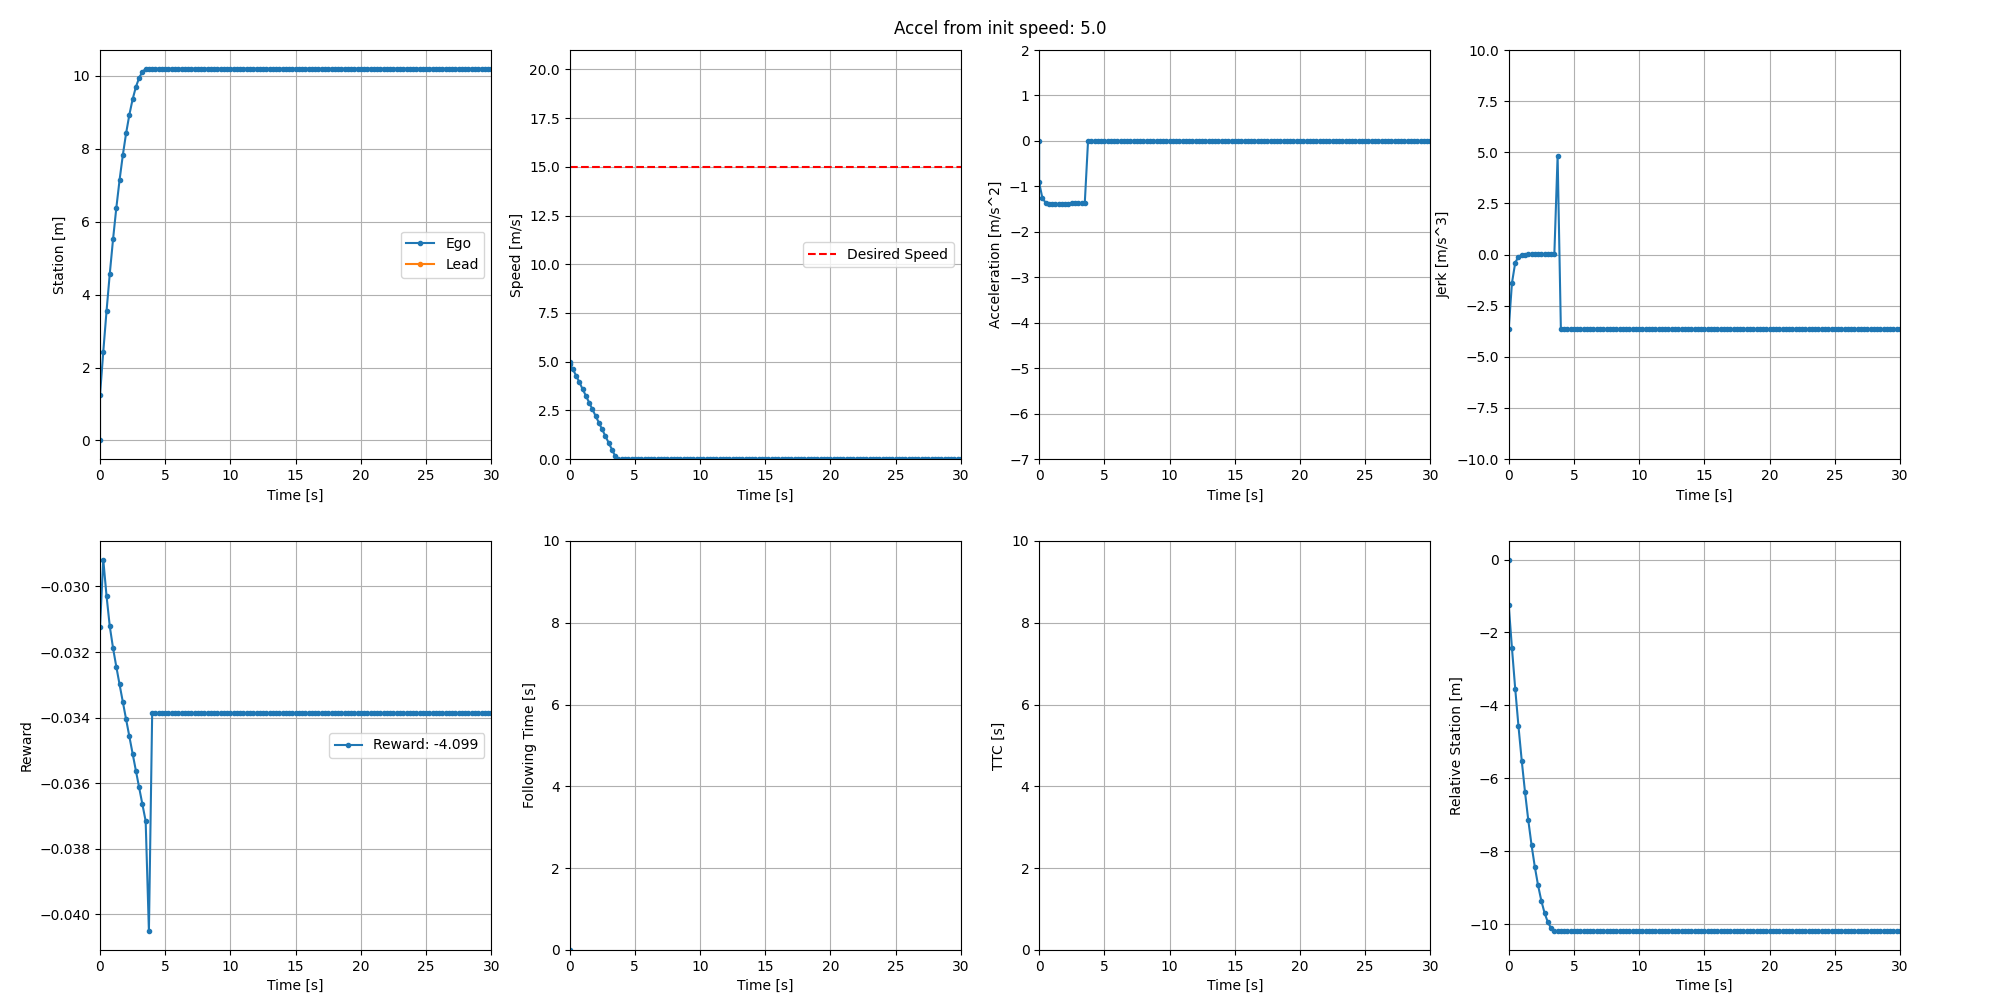 Accel from init speed: 5.0
Station [m]
10
8
6
4
2
0
0 5 10 15 20 25 30
Time [s]
Ego
Lead
Speed [m/s]
20.0
17.5
15.0
12.5
10.0
7.5
5.0
2.5
0.0
0 5 10 15 20 25 30
Time [s]
Desired Speed
Acceleration [m/s^2]
2
1
0
−1
−2
−3
−4
−5
−6
−7
0 5 10 15 20 25 30
Time [s]
Jerk [m/s^3]
10.0
7.5
5.0
2.5
0.0
−2.5
−5.0
−7.5
−10.0
0 5 10 15 20 25 30
Time [s]
Reward
−0.030
−0.032
−0.034
−0.036
−0.038
−0.040
0 5 10 15 20 25 30
Time [s]
Reward: -4.099
Following Time [s]
10
8
6
4
2
0
0 5 10 15 20 25 30
Time [s]
TTC [s]
10
8
6
4
2
0
0 5 10 15 20 25 30
Time [s]
Relative Station [m]
0
−2
−4
−6
−8
−10
0 5 10 15 20 25 30
Time [s]